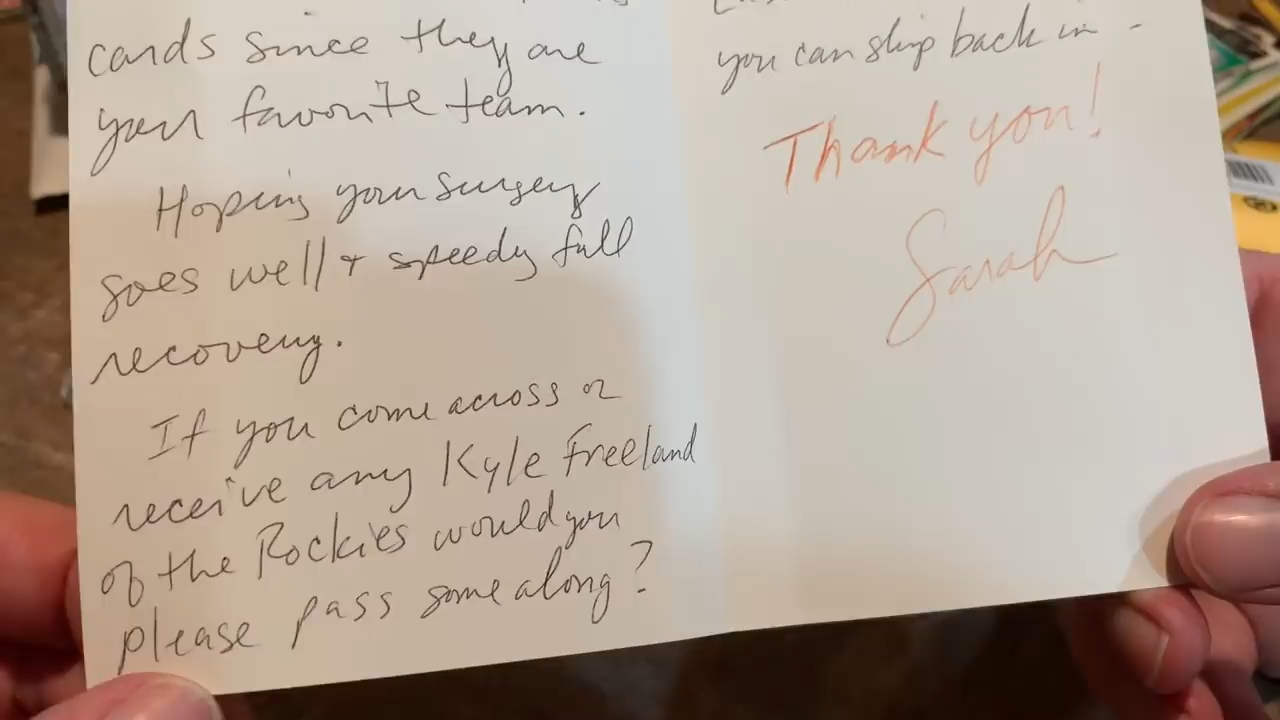 cards since they are
your favorite team.
Hoping your surgery
goes well & speedy full
recovery.
If you come across or
receive any Kyle Freeland
of the Rockies would you
please pass some along?
you can slip back in -
Thank you!
Sarah